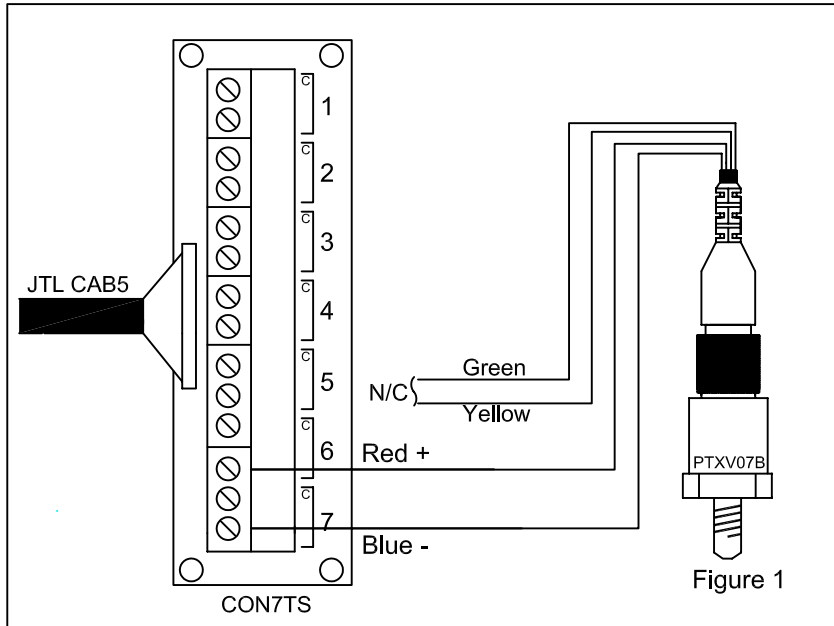 C
1
C
2
C
3
JTL CAB5
C
4
C
5
Green
N/C
Yellow
C
6
Red +
PTXV07B
C
7
Blue -
Figure 1
CON7TS